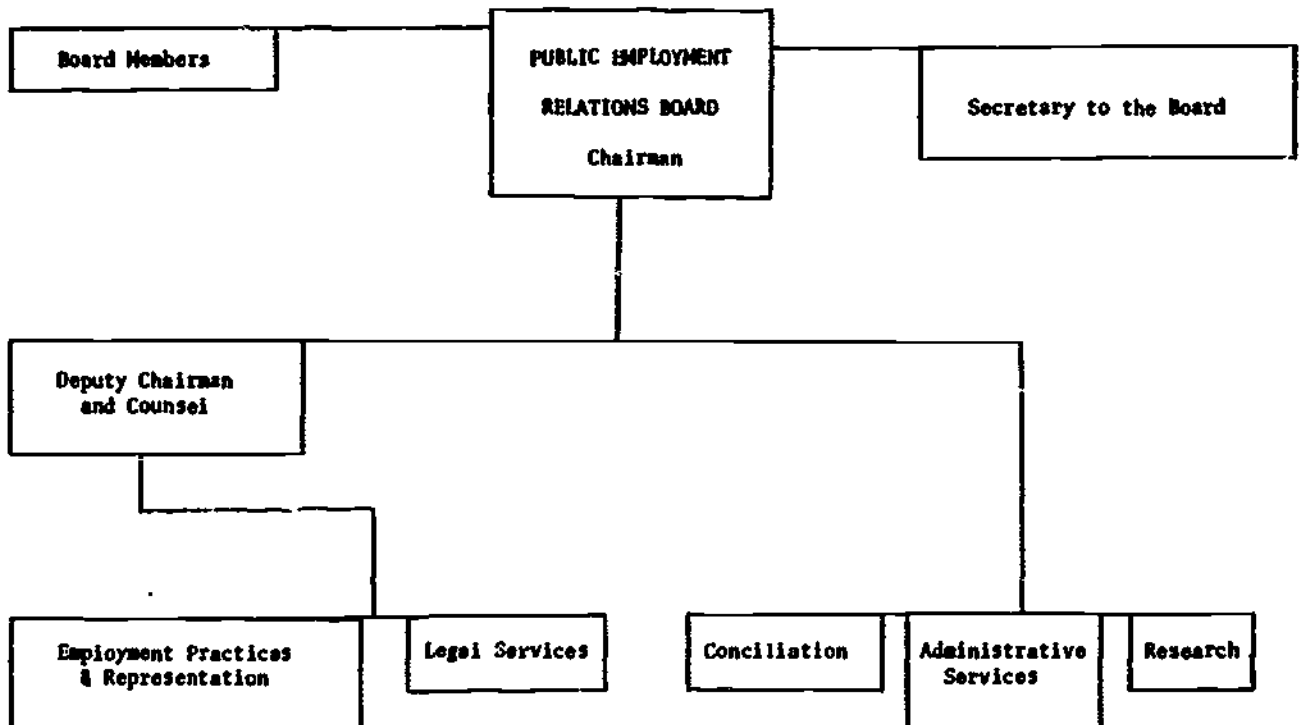 Board Members
PUBLIC EMPLOYMENT
RELATIONS BOARD
Chairman
Secretary to the Board
Deputy Chairman
and Counsel
Employment Practices
& Representation
Legal Services
Conciliation
Administrative
Services
Research